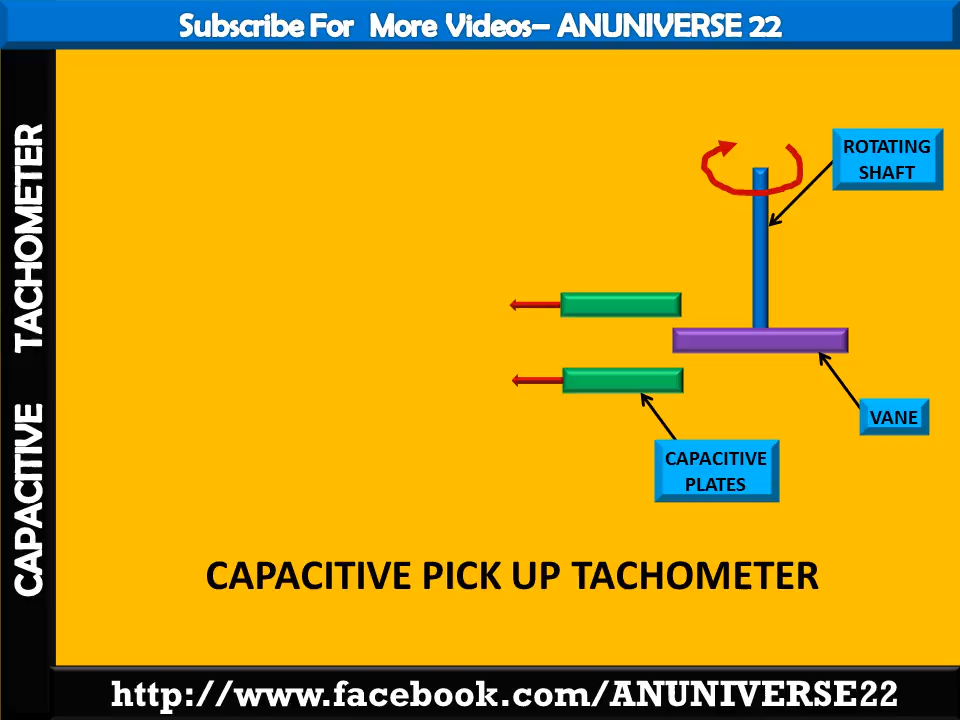 Subscribe For More Videos– ANUNIVERSE 22
CAPACITIVE TACHOMETER
ROTATING
SHAFT
VANE
CAPACITIVE
PLATES
CAPACITIVE PICK UP TACHOMETER
http://www.facebook.com/ANUNIVERSE22